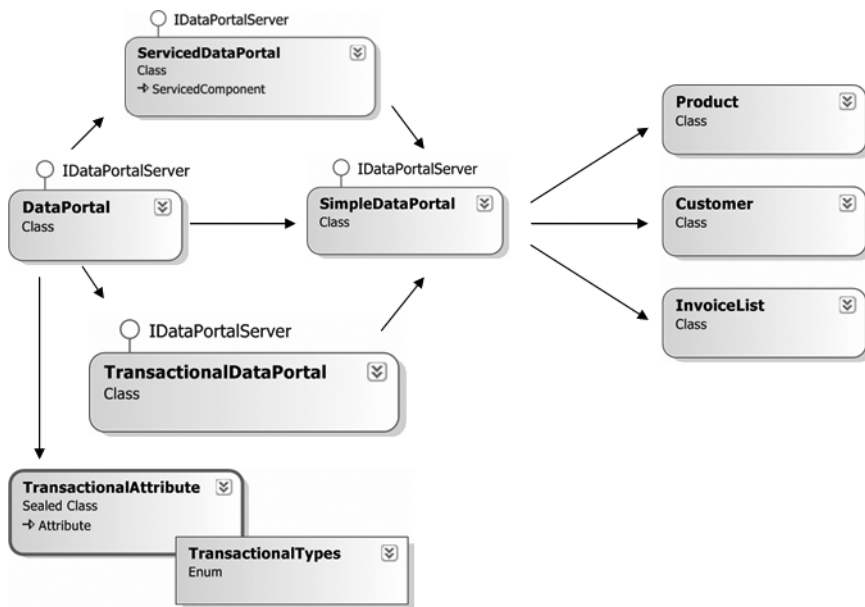 IDataPortalServer
ServicedDataPortal
Class
ServicedComponent
IDataPortalServer
DataPortal
Class
IDataPortalServer
SimpleDataPortal
Class
Product
Class
Customer
Class
InvoiceList
Class
IDataPortalServer
TransactionalDataPortal
Class
TransactionalAttribute
Sealed Class
Attribute
TransactionalTypes
Enum